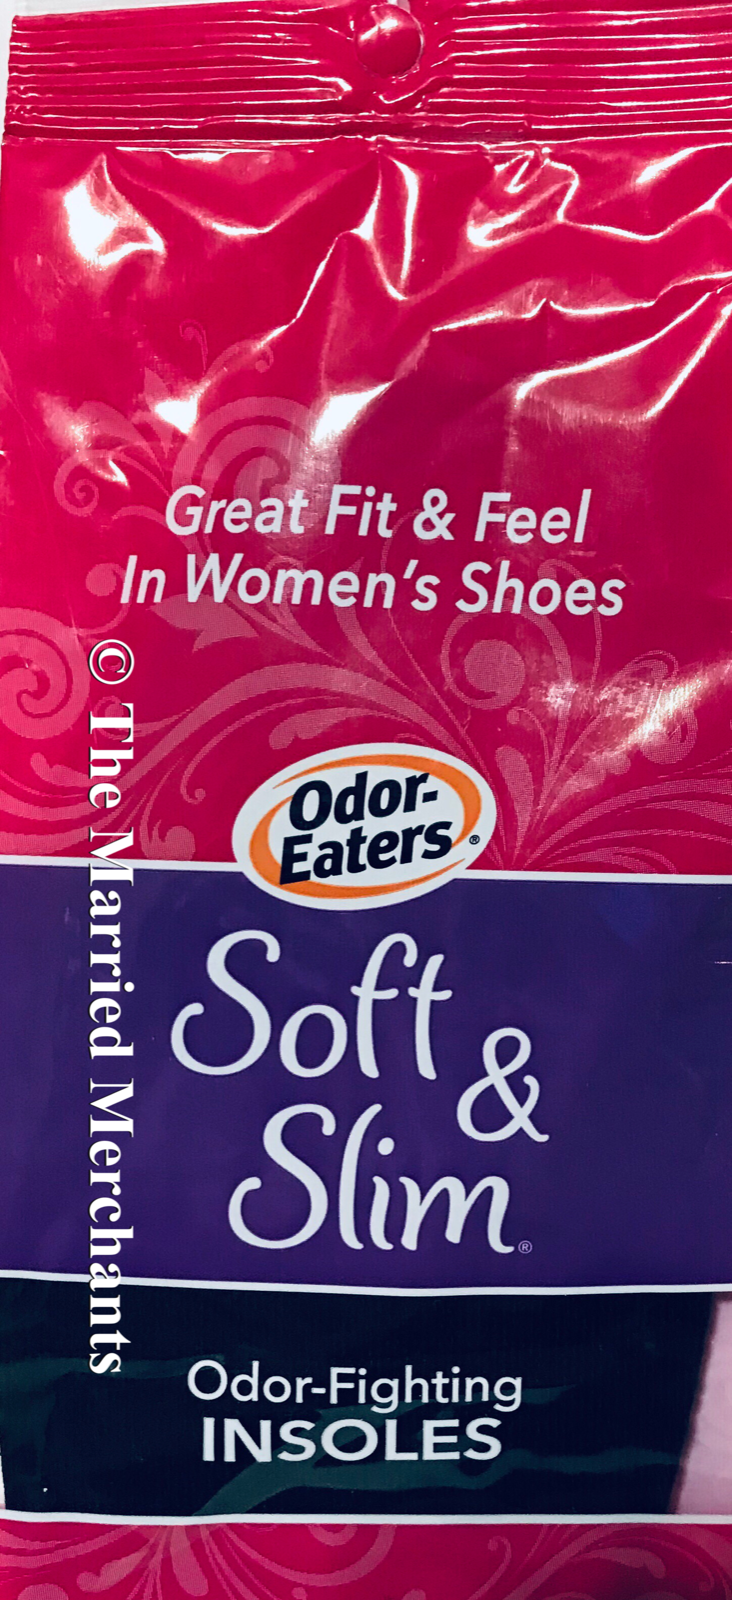 Great Fit & Feel
In Women's Shoes
Odor-
Eaters®
Soft &
Slim®
Odor-Fighting
INSOLES
© The Married Merchants